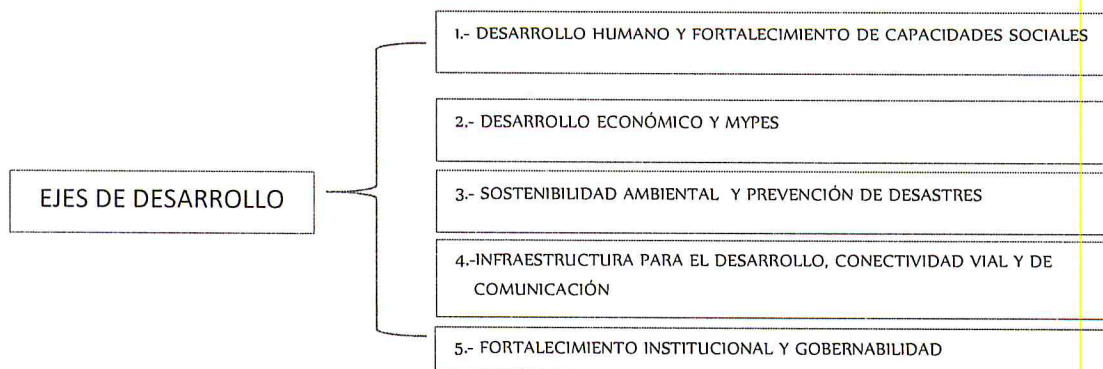 1.- DESARROLLO HUMANO Y FORTALECIMIENTO DE CAPACIDADES SOCIALES
2.- DESARROLLO ECONÓMICO Y MYPES
EJES DE DESARROLLO
3.- SOSTENIBILIDAD AMBIENTAL Y PREVENCIÓN DE DESASTRES
4.-INFRAESTRUCTURA PARA EL DESARROLLO, CONECTIVIDAD VIAL Y DE
COMUNICACIÓN
5.- FORTALECIMIENTO INSTITUCIONAL Y GOBERNABILIDAD